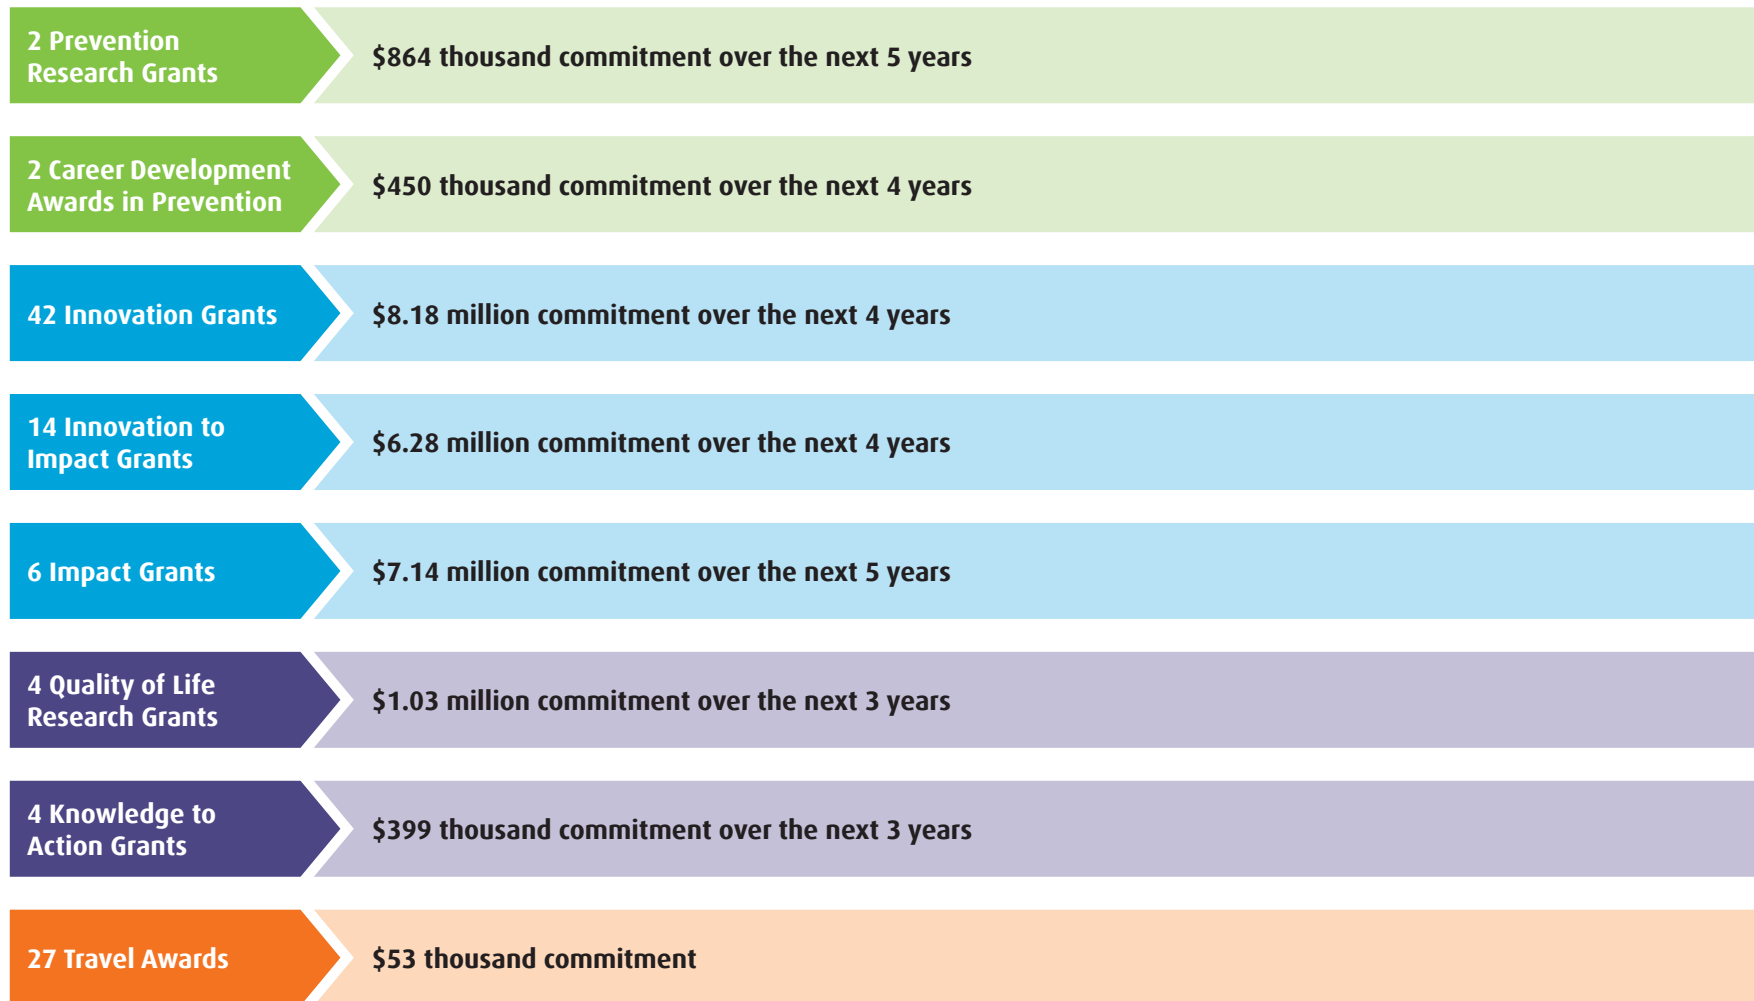 2 Prevention
Research Grants
$864 thousand commitment over the next 5 years
2 Career Development
Awards in Prevention
$450 thousand commitment over the next 4 years
42 Innovation Grants
$8.18 million commitment over the next 4 years
14 Innovation to
Impact Grants
$6.28 million commitment over the next 4 years
6 Impact Grants
$7.14 million commitment over the next 5 years
4 Quality of Life
Research Grants
$1.03 million commitment over the next 3 years
4 Knowledge to
Action Grants
$399 thousand commitment over the next 3 years
27 Travel Awards
$53 thousand commitment